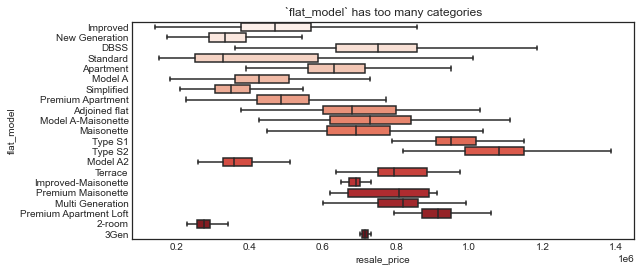 `flat_model` has too many categories
flat_model
Improved
New Generation
DBSS
Standard
Apartment
Model A
Simplified
Premium Apartment
Adjoined flat
Model A-Maisonette
Maisonette
Type S1
Type S2
Model A2
Terrace
Improved-Maisonette
Premium Maisonette
Multi Generation
Premium Apartment Loft
2-room
3Gen
0.2 0.4 0.6 0.8 1.0 1.2 1.4
1e6
resale_price